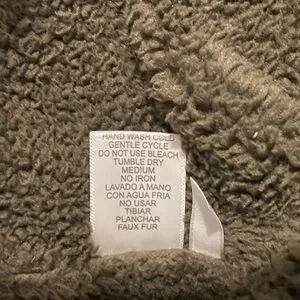 HAND WASH COLD
GENTLE CYCLE
DO NOT USE BLEACH
TUMBLE DRY
MEDIUM
NO IRON
LAVADO A MANO
CON AGUA FRIA
NO USAR
TIBIAR
PLANCHAR
FAUX FUR